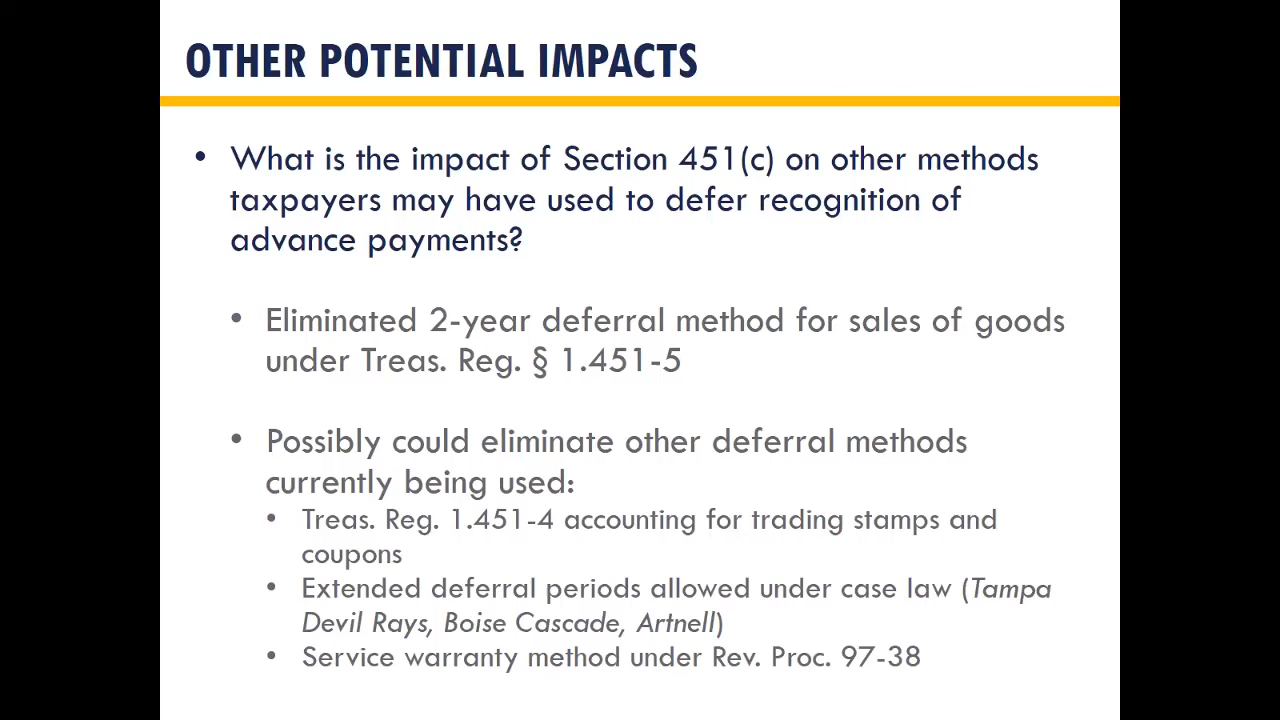 OTHER POTENTIAL IMPACTS
• What is the impact of Section 451(c) on other methods
taxpayers may have used to defer recognition of
advance payments?
• Eliminated 2-year deferral method for sales of goods
under Treas. Reg. § 1.451-5
• Possibly could eliminate other deferral methods
currently being used:
• Treas. Reg. 1.451-4 accounting for trading stamps and
coupons
• Extended deferral periods allowed under case law (Tampa
Devil Rays, Boise Cascade, Artnell)
• Service warranty method under Rev. Proc. 97-38